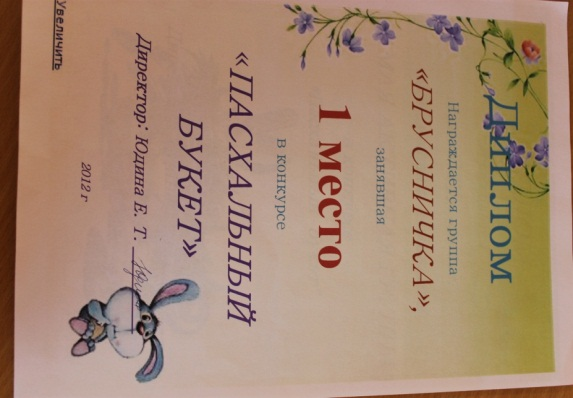 Диплом
Награждается группа
«БРУСНИЧКА»,
занявшая
1 место
в конкурсе
«ПАСХАЛЬНЫЙ
БУКЕТ»
Директор: Юдина Е. Т.
2012 г
Увеличить